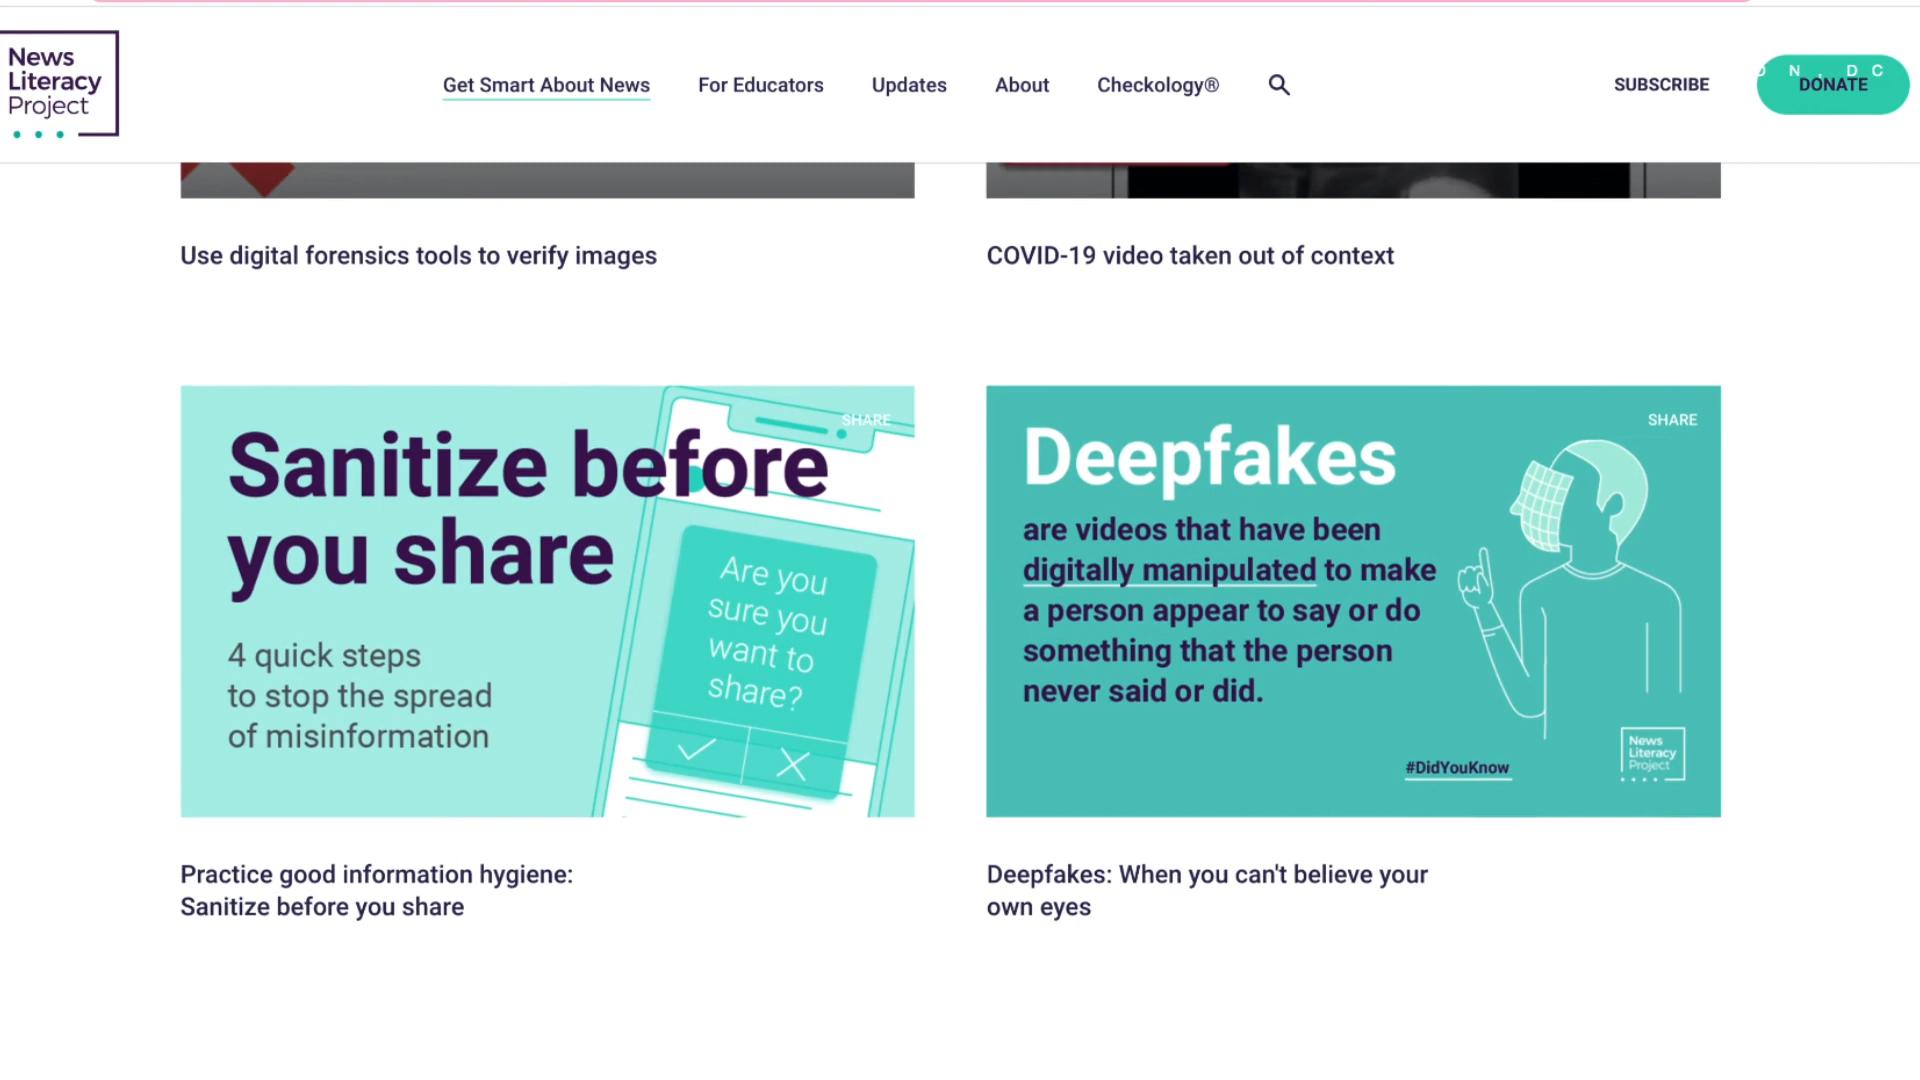 News
Literacy
Project
Get Smart About News
For Educators
Updates
About
Checkology®
SUBSCRIBE
N, DC
DONATE
Use digital forensics tools to verify images
COVID-19 video taken out of context
SHARE
Sanitize before
you share
4 quick steps
to stop the spread
of misinformation
Are you
sure you
want to
share?
SHARE
Deepfakes
are videos that have been
digitally manipulated to make
a person appear to say or do
something that the person
never said or did.
#DidYouKnow
News
Literacy
Project
Practice good information hygiene:
Sanitize before you share
Deepfakes: When you can't believe your
own eyes